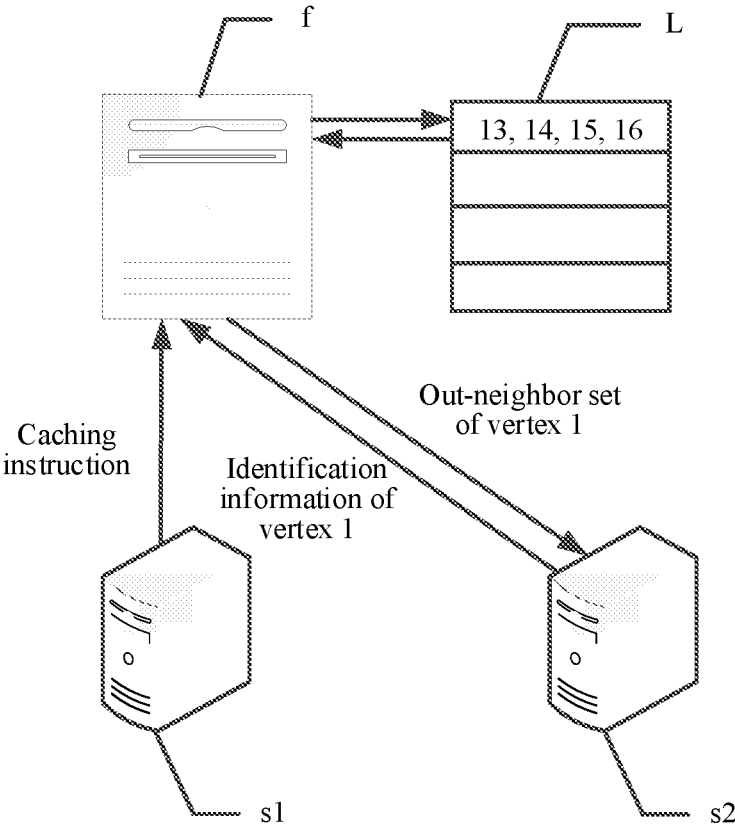 f
L
13, 14, 15, 16
Out-neighbor set
of vertex 1
Caching
instruction
Identification
information of
vertex 1
s1
s2